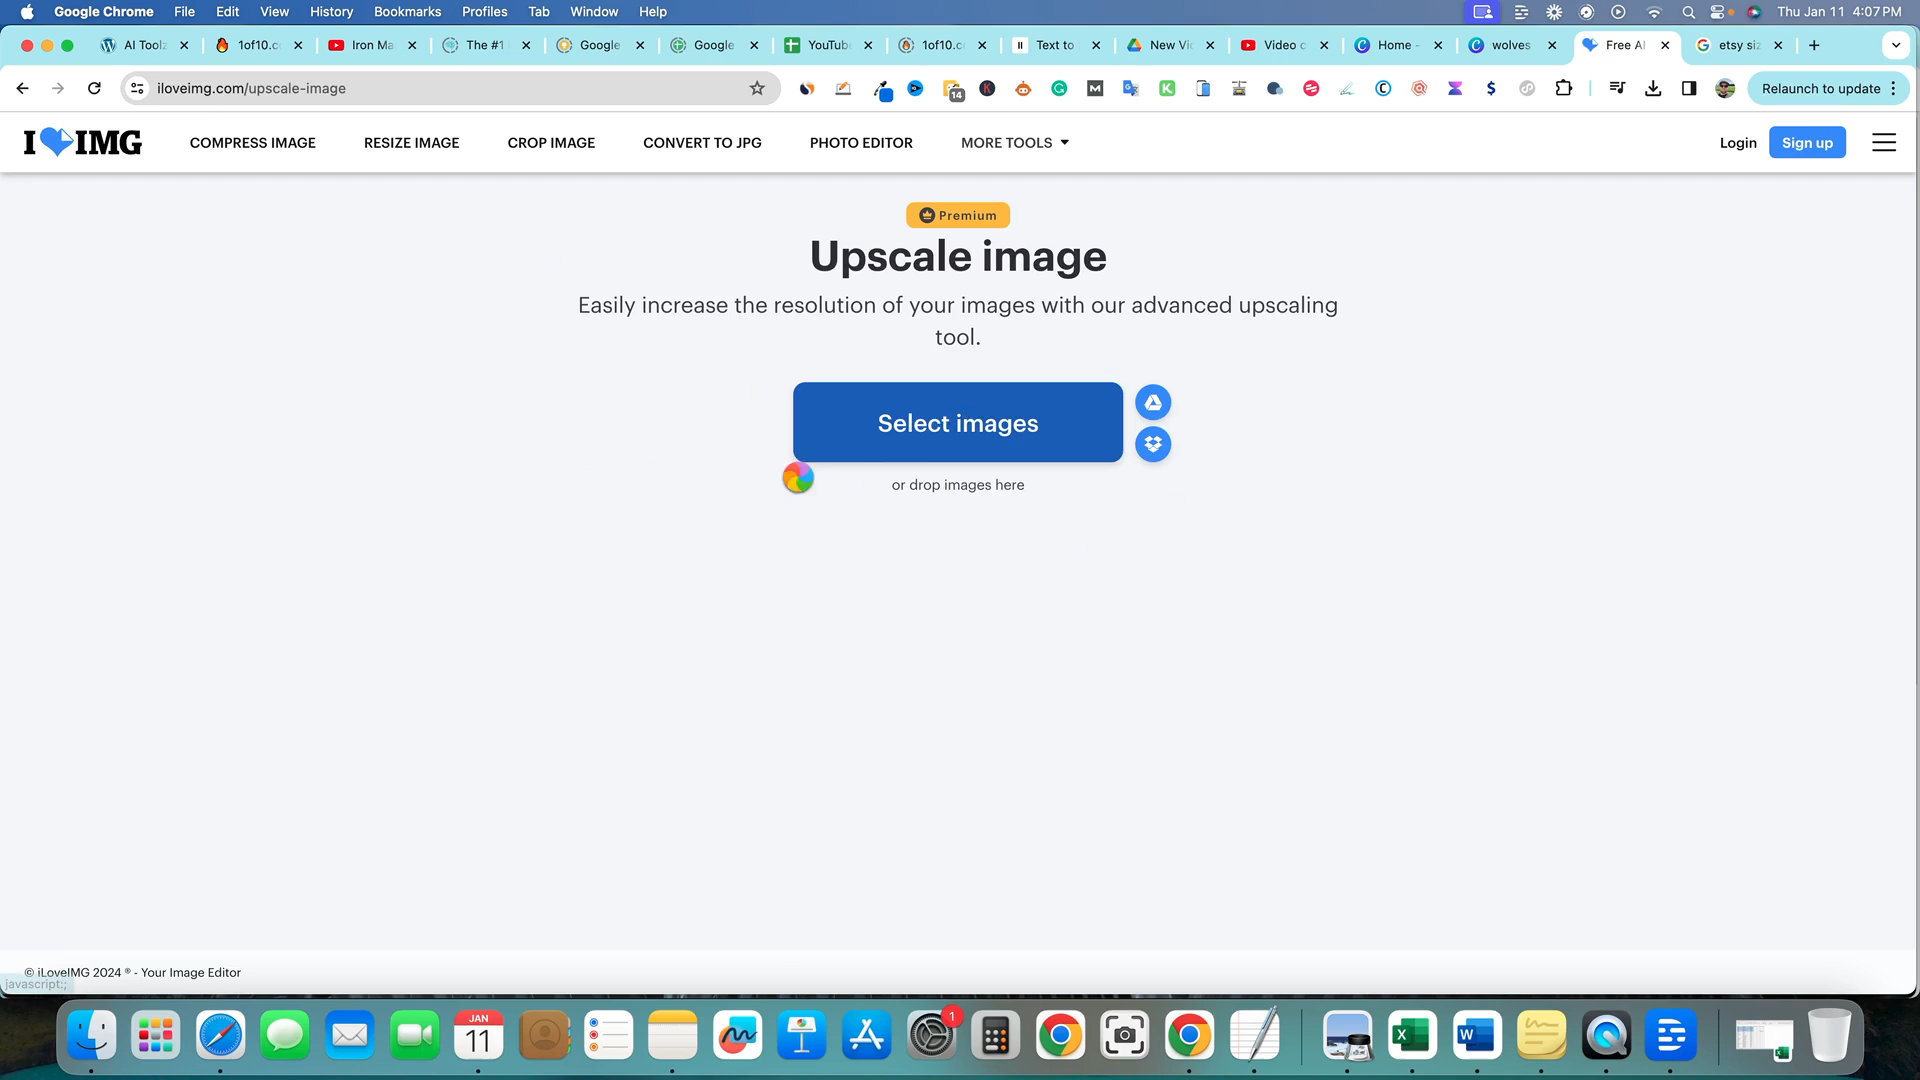 Google Chrome File Edit View History Bookmarks Profiles Tab Window Help Thu Jan 11 4:07 PM
AI Toolz 1of10.c Iron Ma The #1 Google Google YouTube 1of10.c Text to New Vi Video c Home - wolves Free AI etsy siz
iloveimg.com/upscale-image 14 Relaunch to update
I IMG COMPRESS IMAGE RESIZE IMAGE CROP IMAGE CONVERT TO JPG PHOTO EDITOR MORE TOOLS Login Sign up
Premium
Upscale image
Easily increase the resolution of your images with our advanced upscaling
tool.
Select images
or drop images here
© iLoveIMG 2024 ® - Your Image Editor
javascript:;
JAN
11
1